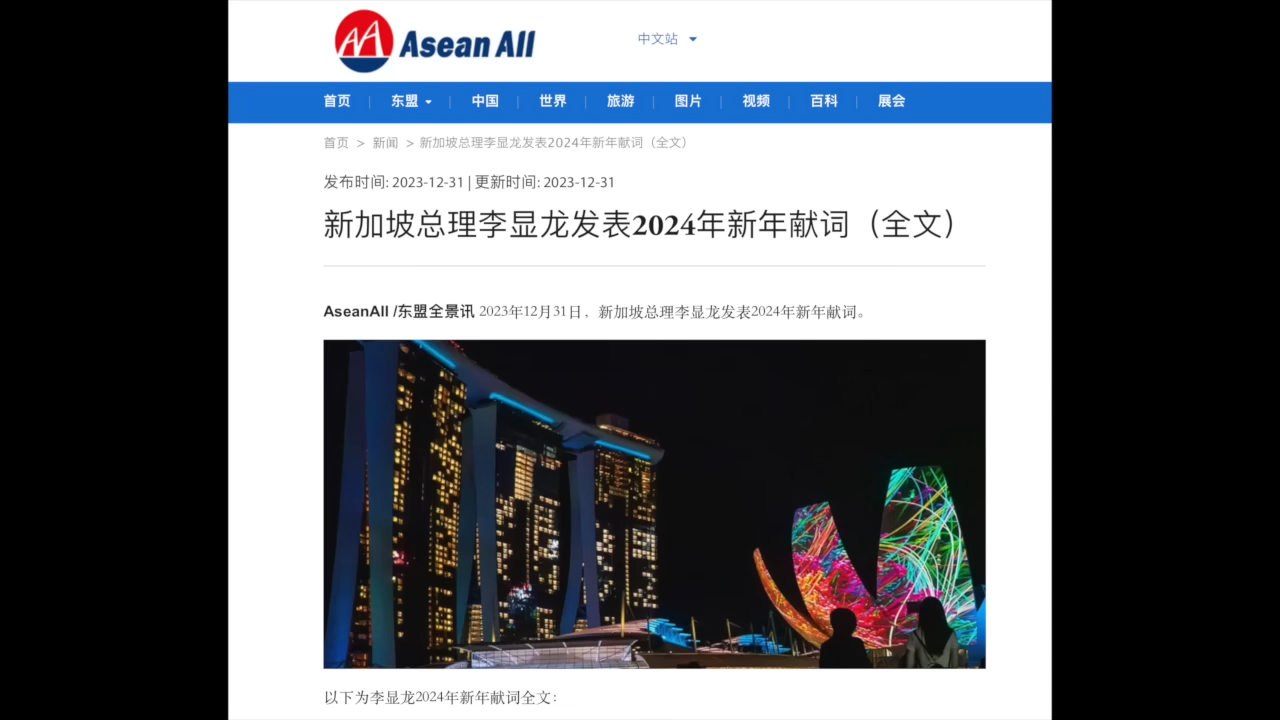 Asean All
中文站
首页 | 东盟 | 中国 | 世界 | 旅游 | 图片 | 视频 | 百科 | 展会
首页 > 新闻 > 新加坡总理李显龙发表2024年新年献词（全文）
发布时间: 2023-12-31 | 更新时间: 2023-12-31
新加坡总理李显龙发表2024年新年献词（全文）
AseanAll /东盟全景讯 2023年12月31日，新加坡总理李显龙发表2024年新年献词。
以下为李显龙2024年新年献词全文：